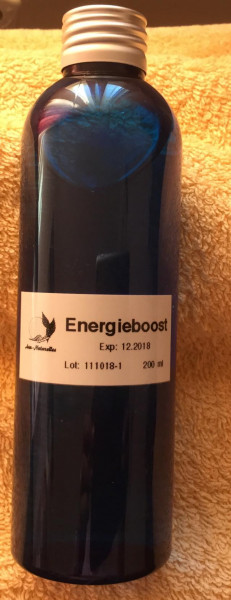 Energieboost
Exp: 12.2018
Lot: 111018-1 200 ml